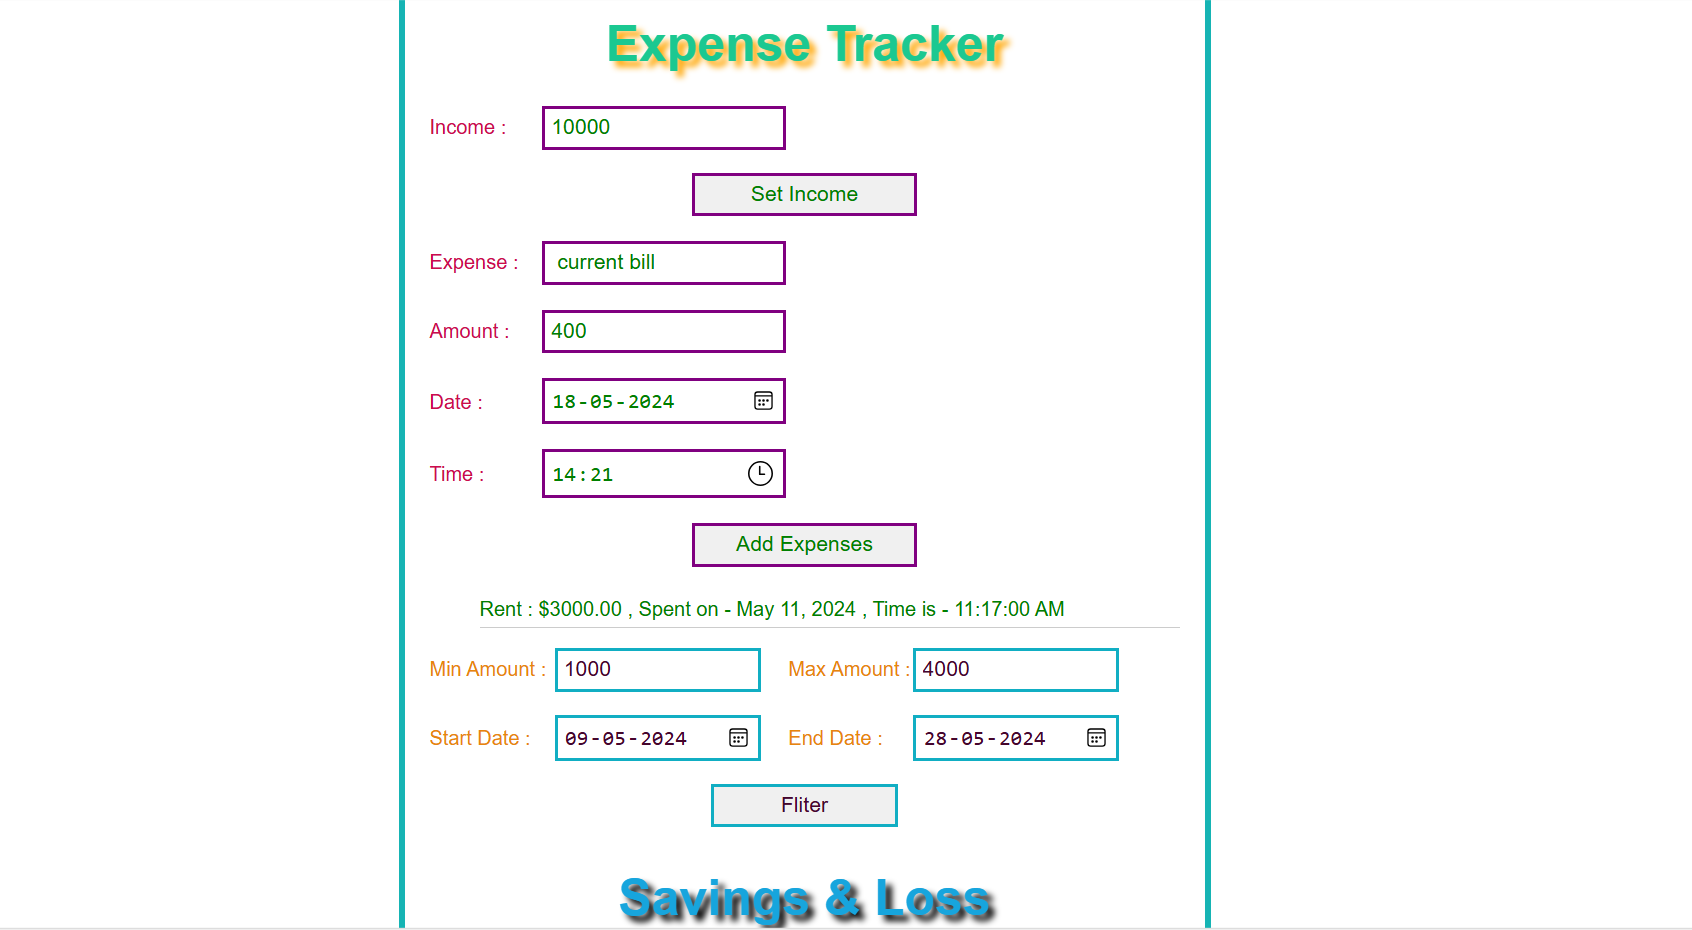 Expense Tracker
Income : 10000
Set Income
Expense : current bill
Amount : 400
Date : 18-05-2024
Time : 14:21
Add Expenses
Rent : $3000.00 , Spent on - May 11, 2024 , Time is - 11:17:00 AM
Min Amount : 1000 Max Amount : 4000
Start Date : 09-05-2024 End Date : 28-05-2024
Fliter
Savings & Loss